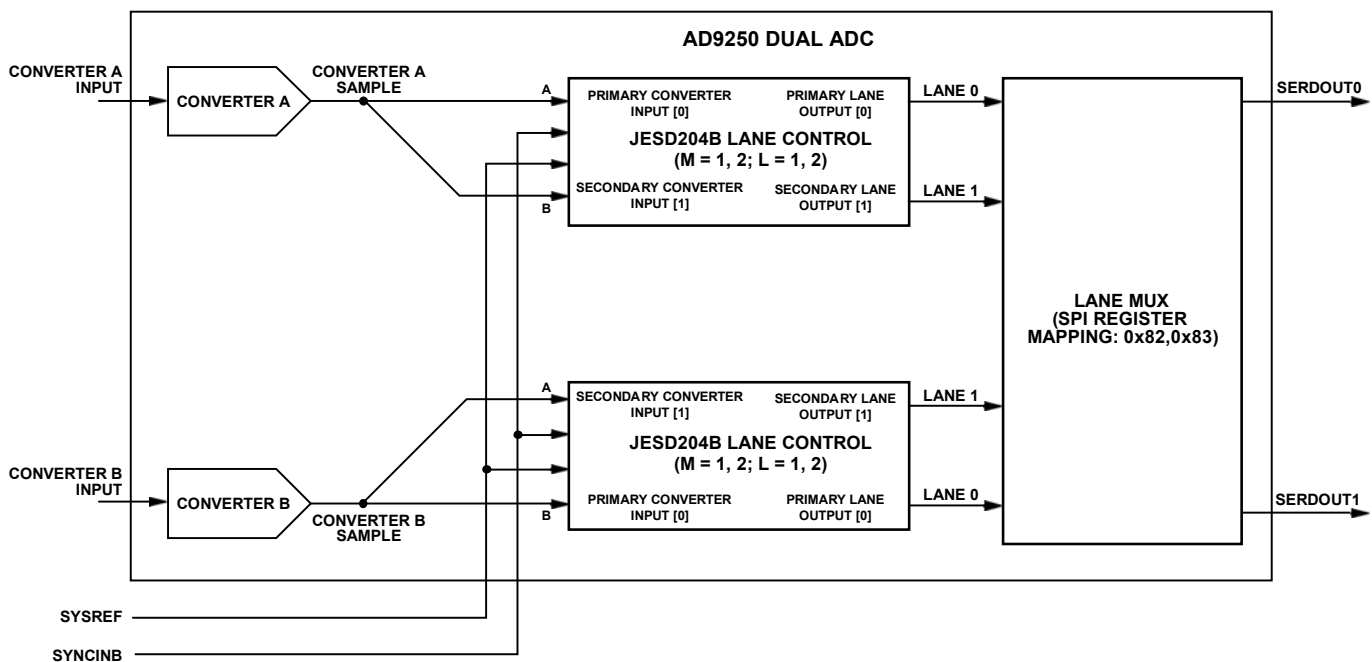 AD9250 DUAL ADC
CONVERTER A
INPUT
CONVERTER A
CONVERTER A
SAMPLE
A
B
PRIMARY CONVERTER
INPUT [0]
PRIMARY LANE
OUTPUT [0]
JESD204B LANE CONTROL
(M = 1, 2; L = 1, 2)
SECONDARY CONVERTER
INPUT [1]
SECONDARY LANE
OUTPUT [1]
LANE 0
LANE 1
SERDOUT0
LANE MUX
(SPI REGISTER
MAPPING: 0x82,0x83)
CONVERTER B
INPUT
CONVERTER B
CONVERTER B
SAMPLE
A
B
SECONDARY CONVERTER
INPUT [1]
SECONDARY LANE
OUTPUT [1]
JESD204B LANE CONTROL
(M = 1, 2; L = 1, 2)
PRIMARY CONVERTER
INPUT [0]
PRIMARY LANE
OUTPUT [0]
LANE 1
LANE 0
SERDOUT1
SYSREF
SYNCINB